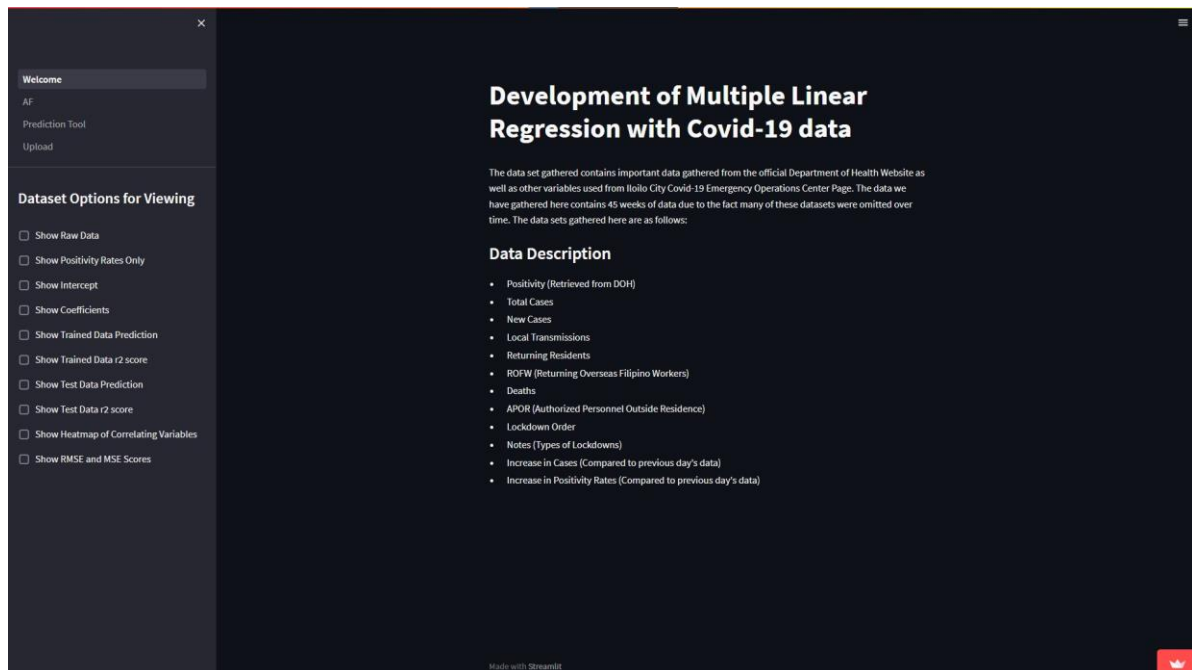 Welcome
AF
Prediction Tool
Upload
Dataset Options for Viewing
Show Raw Data
Show Positivity Rates Only
Show Intercept
Show Coefficients
Show Trained Data Prediction
Show Trained Data r2 score
Show Test Data Prediction
Show Test Data r2 score
Show Heatmap of Correlating Variables
Show RMSE and MSE Scores
Development of Multiple Linear
Regression with Covid-19 data
The data set gathered contains important data gathered from the official Department of Health Website as
well as other variables used from Iloilo City Covid-19 Emergency Operations Center Page. The data we
have gathered here contains 45 weeks of data due to the fact many of these datasets were omitted over
time. The data sets gathered here are as follows:
Data Description
• Positivity (Retrieved from DOH)
• Total Cases
• New Cases
• Local Transmissions
• Returning Residents
• ROFW (Returning Overseas Filipino Workers)
• Deaths
• APOR (Authorized Personnel Outside Residence)
• Lockdown Order
• Notes (Types of Lockdowns)
• Increase in Cases (Compared to previous day's data)
• Increase in Positivity Rates (Compared to previous day's data)
Made with Streamlit